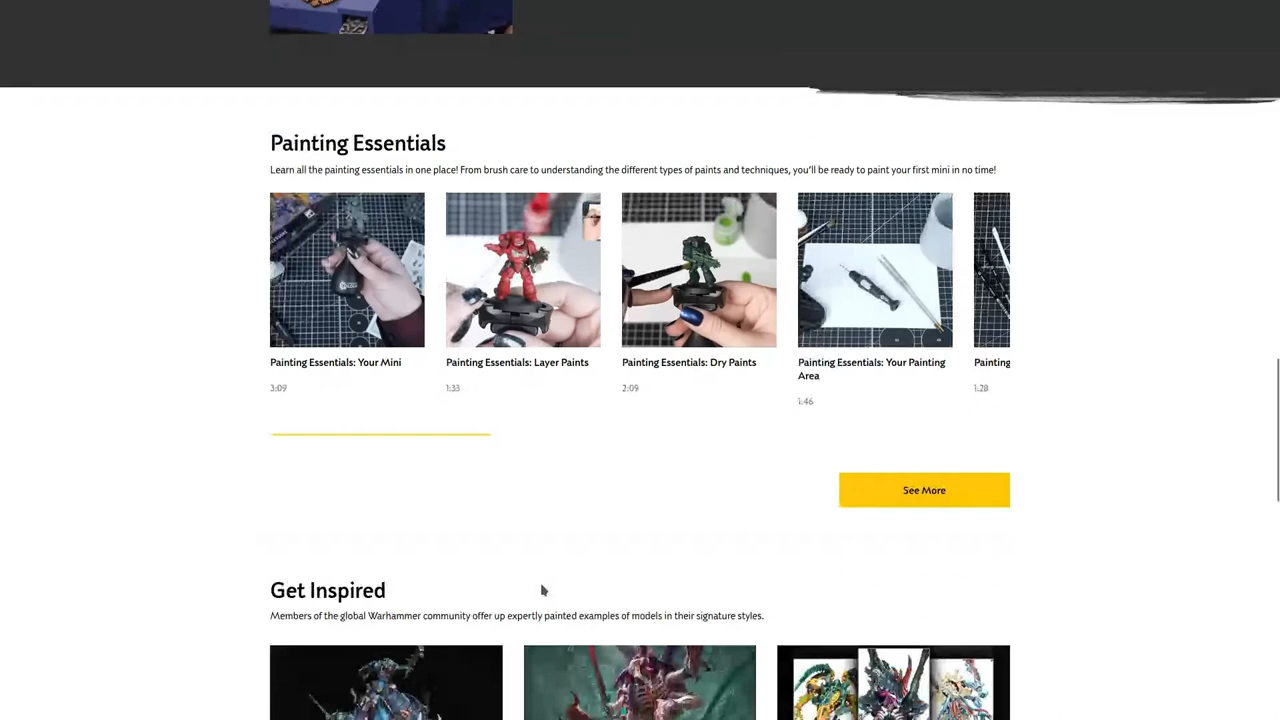 Painting Essentials
Learn all the painting essentials in one place! From brush care to understanding the different types of paints and techniques, you'll be ready to paint your first mini in no time!
Painting Essentials: Your Mini
3:09
Painting Essentials: Layer Paints
1:33
Painting Essentials: Dry Paints
2:09
Painting Essentials: Your Painting
Area
1:46
Painting
1:28
See More
Get Inspired
Members of the global Warhammer community offer up expertly painted examples of models in their signature styles.